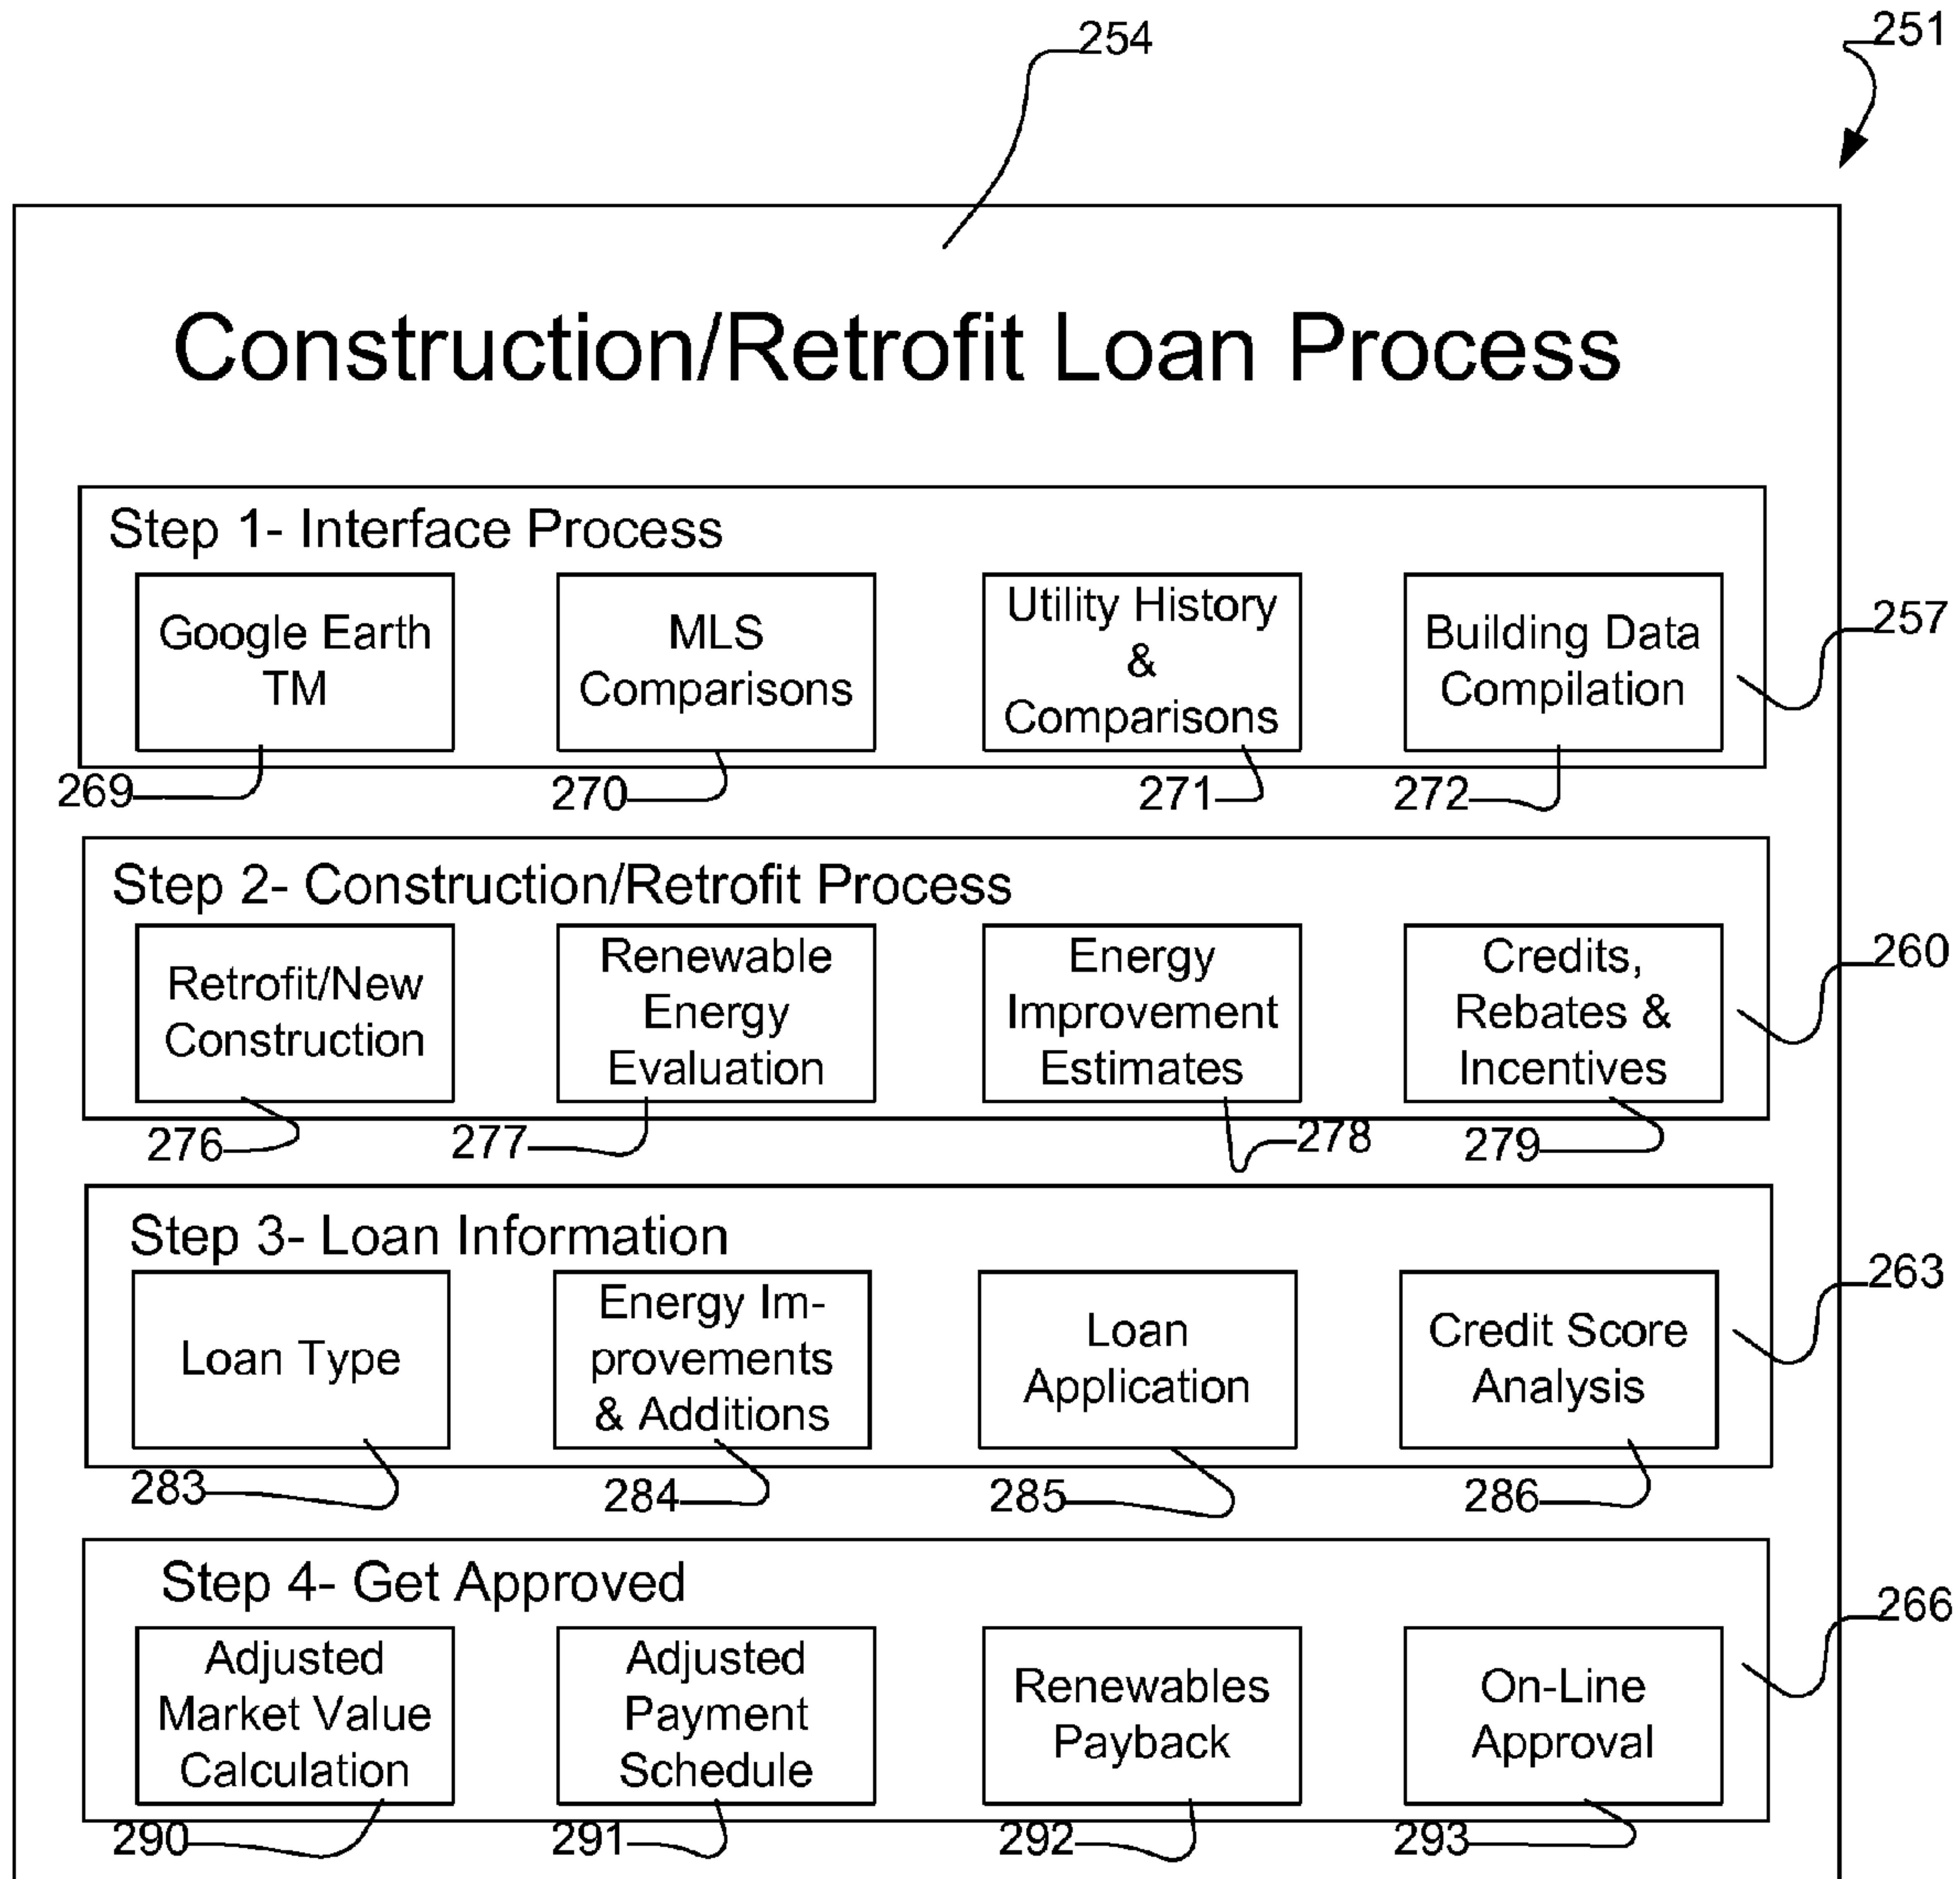 254
251
Construction/Retrofit Loan Process
Step 1- Interface Process
Google Earth
TM
MLS
Comparisons
Utility History
&
Comparisons
Building Data
Compilation
257
269
270
271
272
Step 2- Construction/Retrofit Process
Retrofit/New
Construction
Renewable
Energy
Evaluation
Energy
Improvement
Estimates
Credits,
Rebates &
Incentives
260
276
277
278
279
Step 3- Loan Information
Loan Type
Energy Im-
provements
& Additions
Loan
Application
Credit Score
Analysis
263
283
284
285
286
Step 4- Get Approved
Adjusted
Market Value
Calculation
Adjusted
Payment
Schedule
Renewables
Payback
On-Line
Approval
266
290
291
292
293